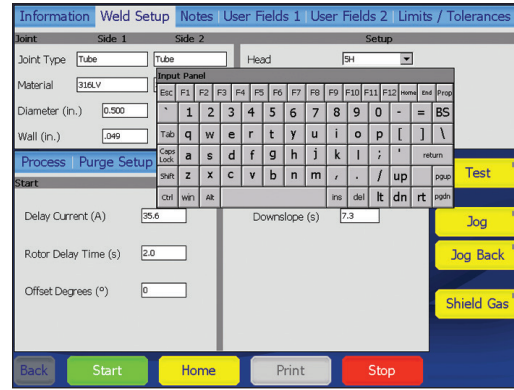 Information | Weld Setup | Notes | User Fields 1 | User Fields 2 | Limits / Tolerances
Joint Side 1 Side 2 Setup
Joint Type Tube Tube Head 5H
Input Panel
Material 316LV
Esc F1 F2 F3 F4 F5 F6 F7 F8 F9 F10 F11 F12 Home End Prop
Diameter (in.) 0.500
` 1 2 3 4 5 6 7 8 9 0 - = BS
Wall (in.) .049
Tab q w e r t y u i o p [ ] \
Caps Lock a s d f g h j k l ; ' return
Shift z x c v b n m , . / up pgup
Ctrl win Alt ins del lt dn rt pgdn
Process | Purge Setup
Test
Start
Delay Current (A) 35.6 Downslope (s) 7.3
Jog
Rotor Delay Time (s) 2.0
Jog Back
Offset Degrees (°) 0
Shield Gas
Back Start Home Print Stop